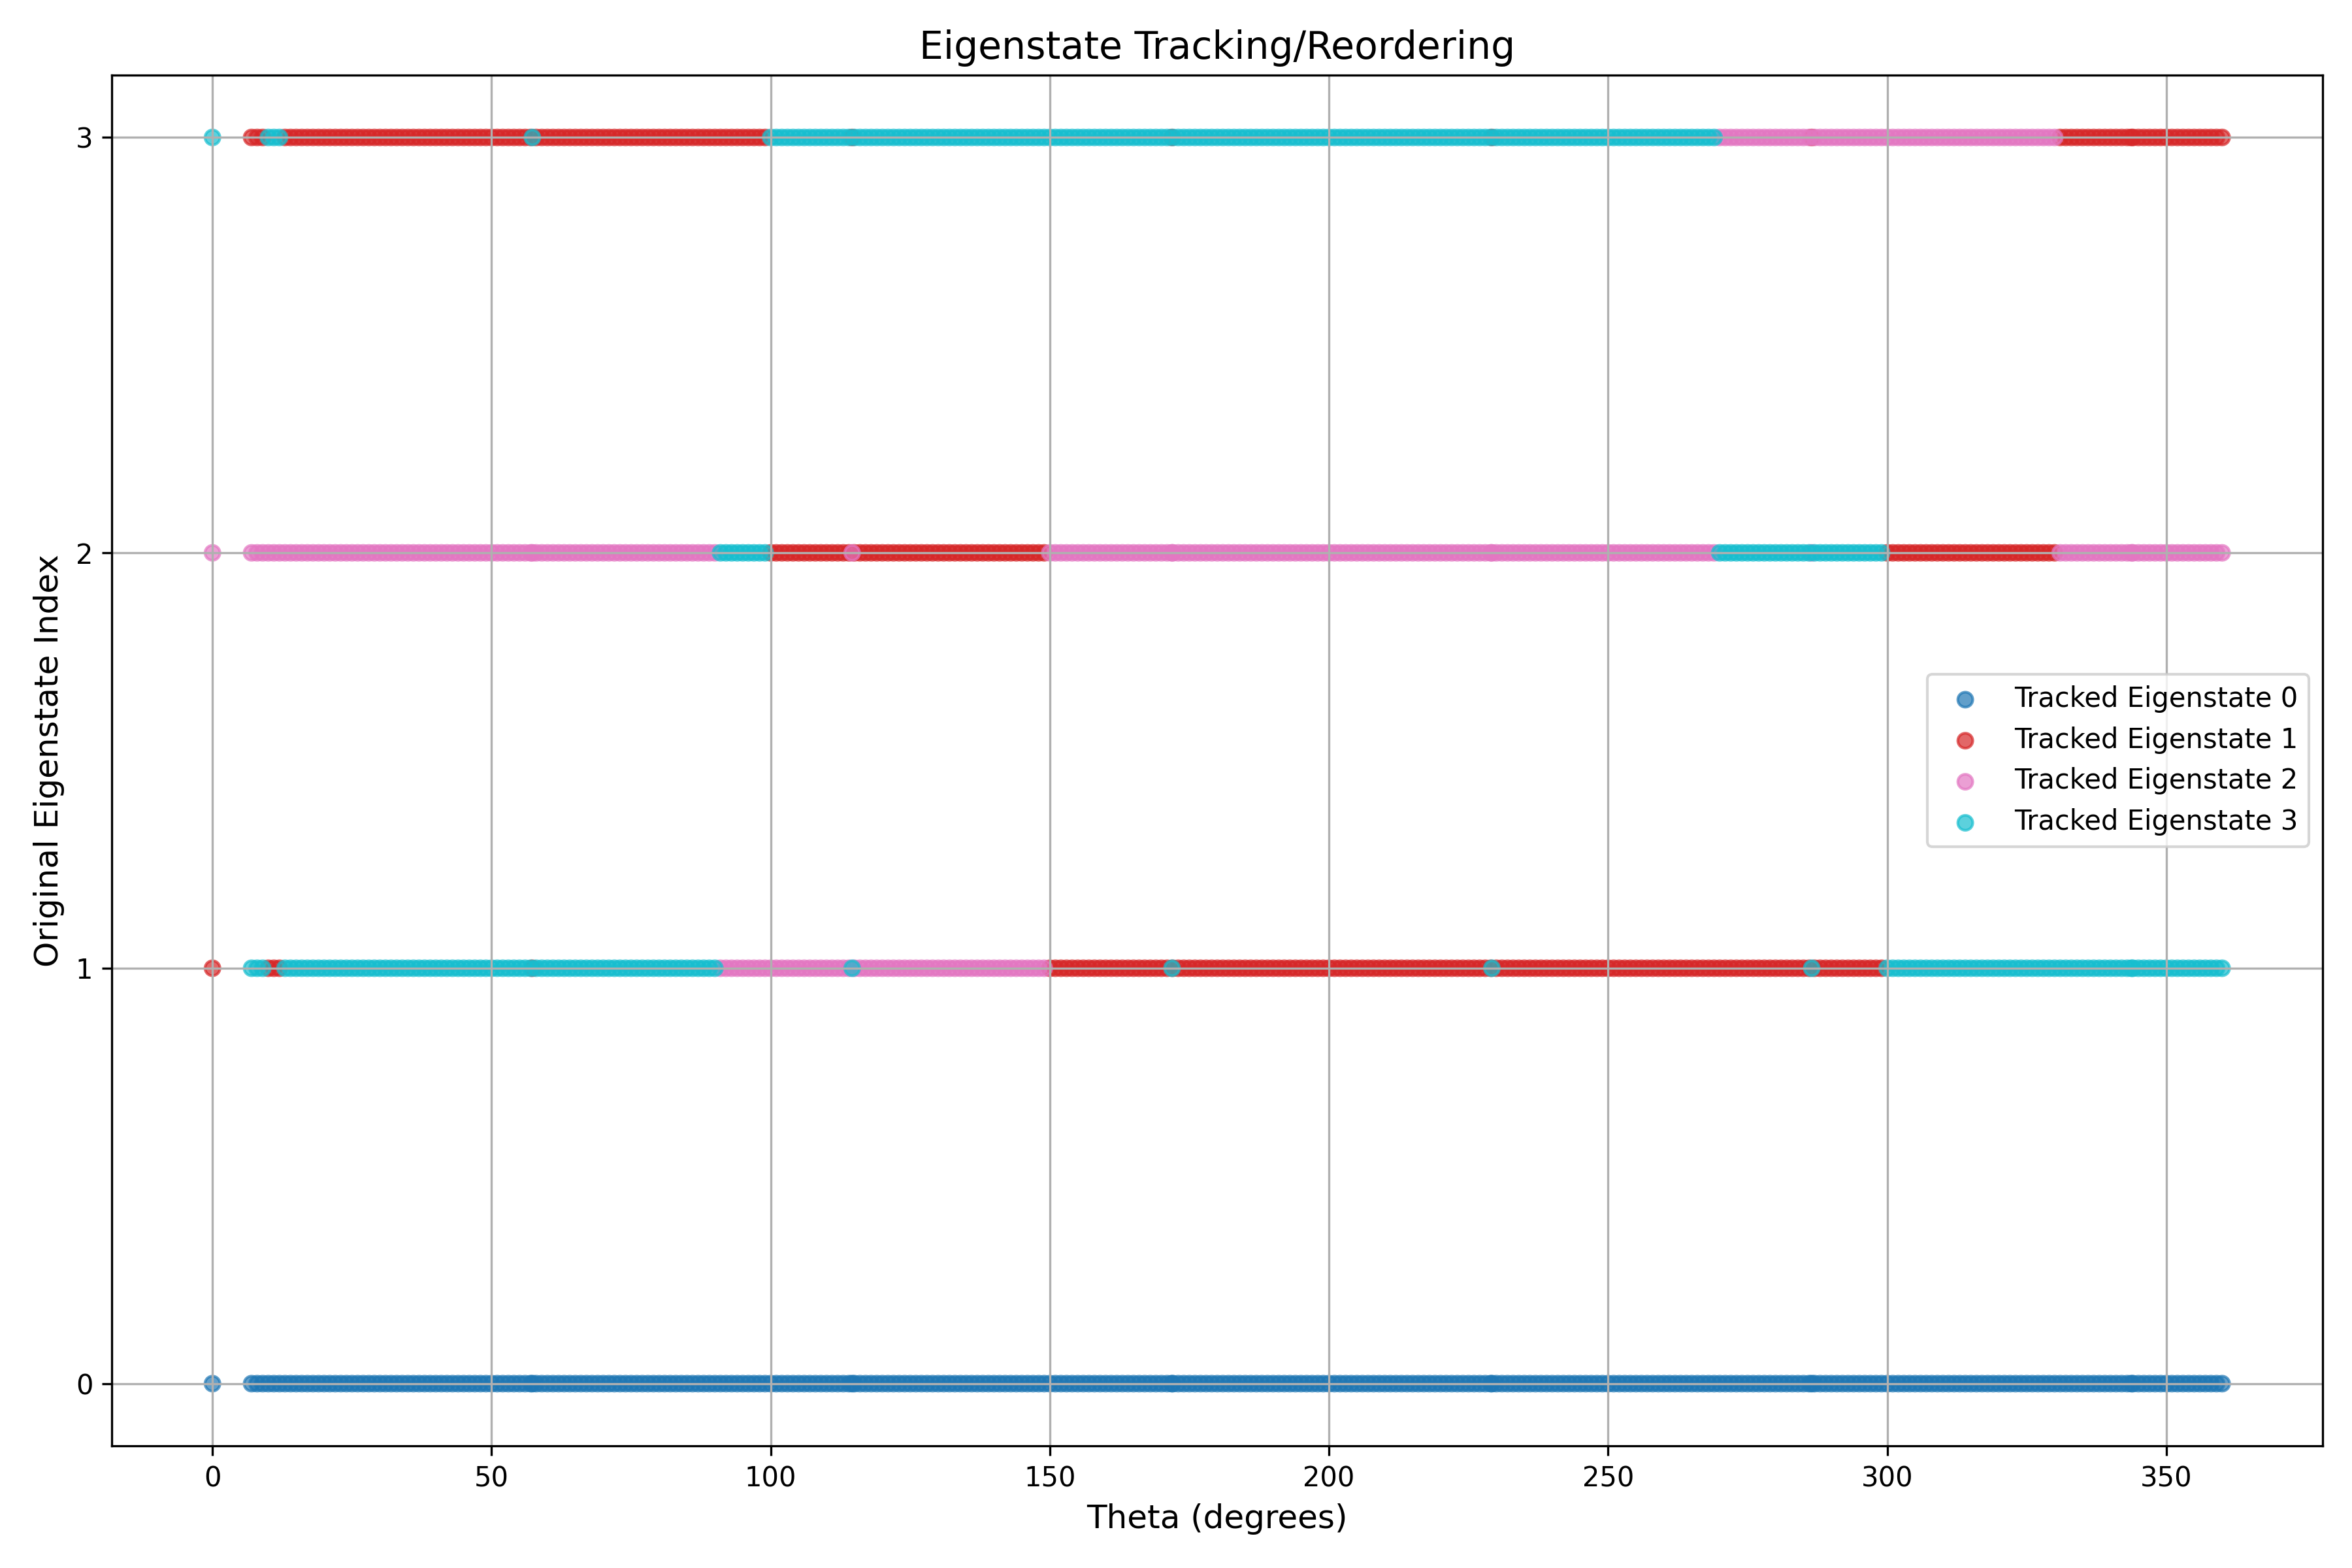 Eigenstate Tracking/Reordering
Original Eigenstate Index
3
2
1
0
Tracked Eigenstate 0
Tracked Eigenstate 1
Tracked Eigenstate 2
Tracked Eigenstate 3
0 50 100 150 200 250 300 350
Theta (degrees)